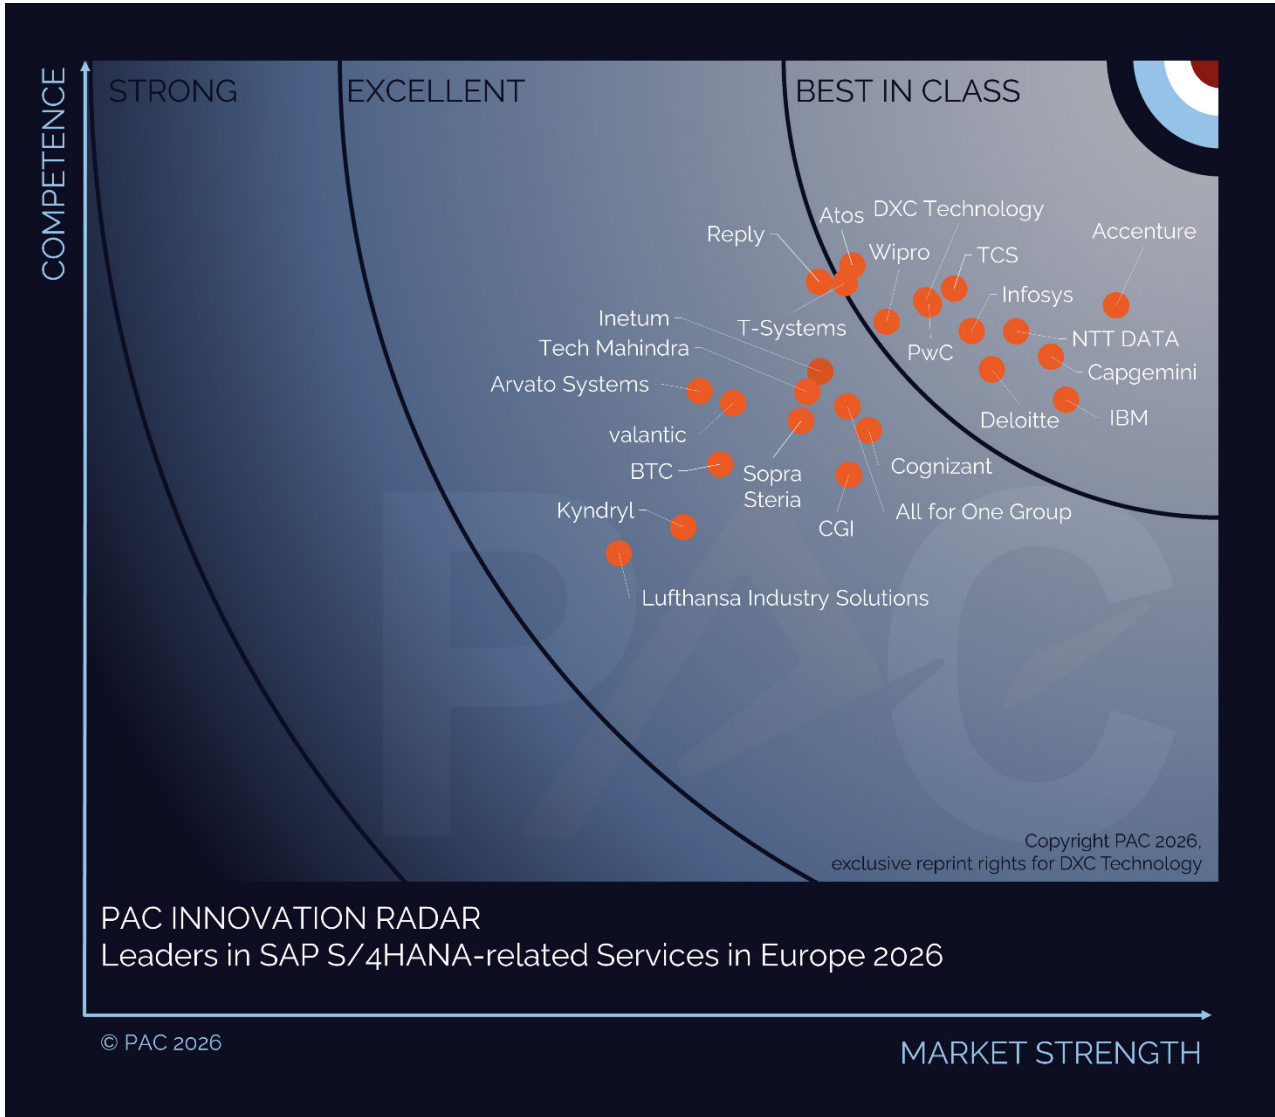 COMPETENCE
STRONG
EXCELLENT
BEST IN CLASS
Atos
DXC Technology
Reply
Wipro
TCS
Accenture
Infosys
Inetum
T-Systems
NTT DATA
Tech Mahindra
PwC
Capgemini
Arvato Systems
Deloitte
IBM
valantic
BTC
Sopra
Steria
Cognizant
Kyndryl
CGI
All for One Group
Lufthansa Industry Solutions
PAC
Copyright PAC 2026,
exclusive reprint rights for DXC Technology
PAC INNOVATION RADAR
Leaders in SAP S/4HANA-related Services in Europe 2026
© PAC 2026
MARKET STRENGTH